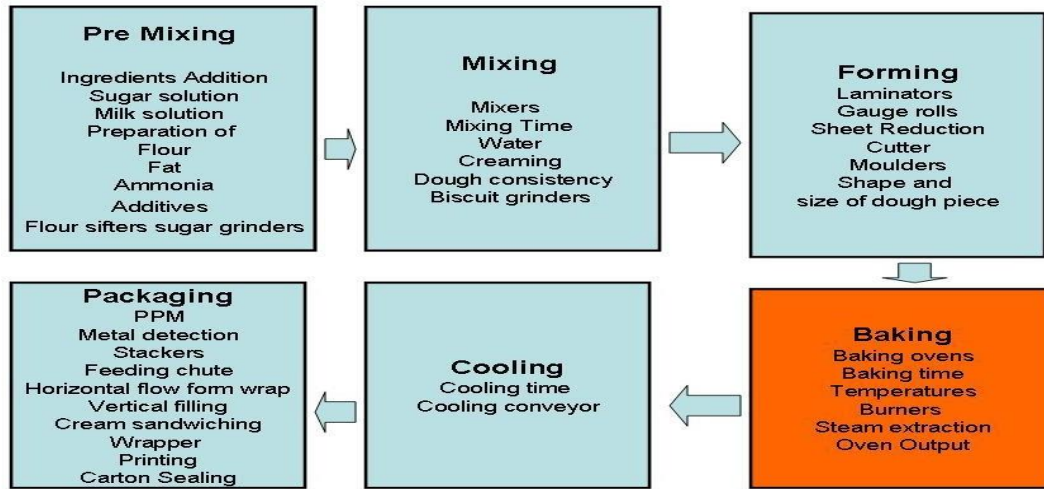 Pre Mixing
Ingredients Addition
Sugar solution
Milk solution
Preparation of
Flour
Fat
Ammonia
Additives
Flour sifters sugar grinders
Mixing
Mixers
Mixing Time
Water
Creaming
Dough consistency
Biscuit grinders
Forming
Laminators
Gauge rolls
Sheet Reduction
Cutter
Moulders
Shape and
size of dough piece
Baking
Baking ovens
Baking time
Temperatures
Burners
Steam extraction
Oven Output
Cooling
Cooling time
Cooling conveyor
Packaging
PPM
Metal detection
Stackers
Feeding chute
Horizontal flow form wrap
Vertical filling
Cream sandwiching
Wrapper
Printing
Carton Sealing